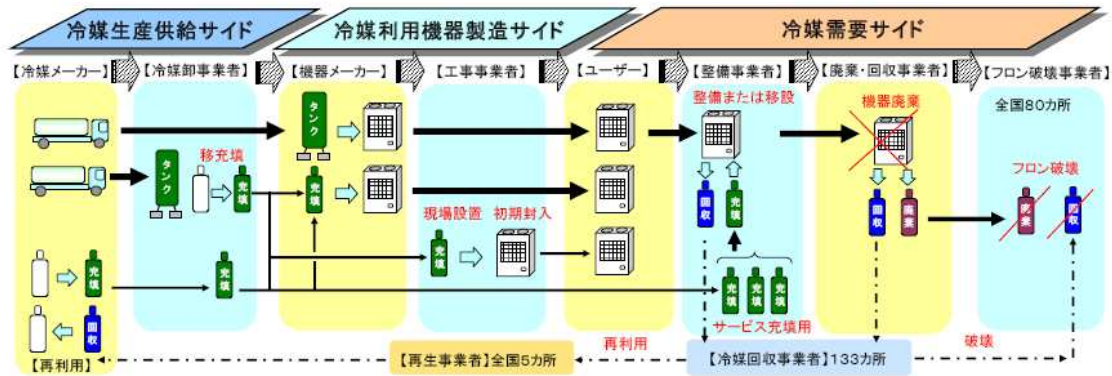 冷媒生産供給サイド
冷媒利用機器製造サイド
冷媒需要サイド
【冷媒メーカー】
【冷媒卸事業者】
【機器メーカー】
【工事事業者】
【ユーザー】
【整備事業者】
【廃棄・回収事業者】
【フロン破壊事業者】
全国80カ所
整備または移設
機器廃棄
タンク
タンク
移充填
充填
充填
フロン破壊
回収
充填
回収
廃棄
廃棄
回収
現場設置
初期封入
充填
充填
充填
充填
充填
充填
サービス充填用
回収
【再利用】
【再生事業者】全国5カ所
再利用
【冷媒回収事業者】133カ所
破壊